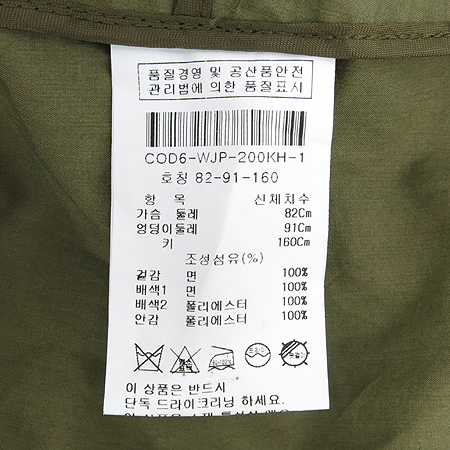 품질경영 및 공산품안전
관리법에 의한 품질표시
COD6-WJP-200KH-1
호칭 82-91-160
항 목 신체치수
가슴 둘레 82Cm
엉덩이둘레 91Cm
키 160Cm
조성섬유(%)
겉감 면 100%
배색1 면 100%
배색2 폴리에스터 100%
안감 폴리에스터 100%
이 상품은 반드시
단독 드라이크리닝 하세요
이 상품은